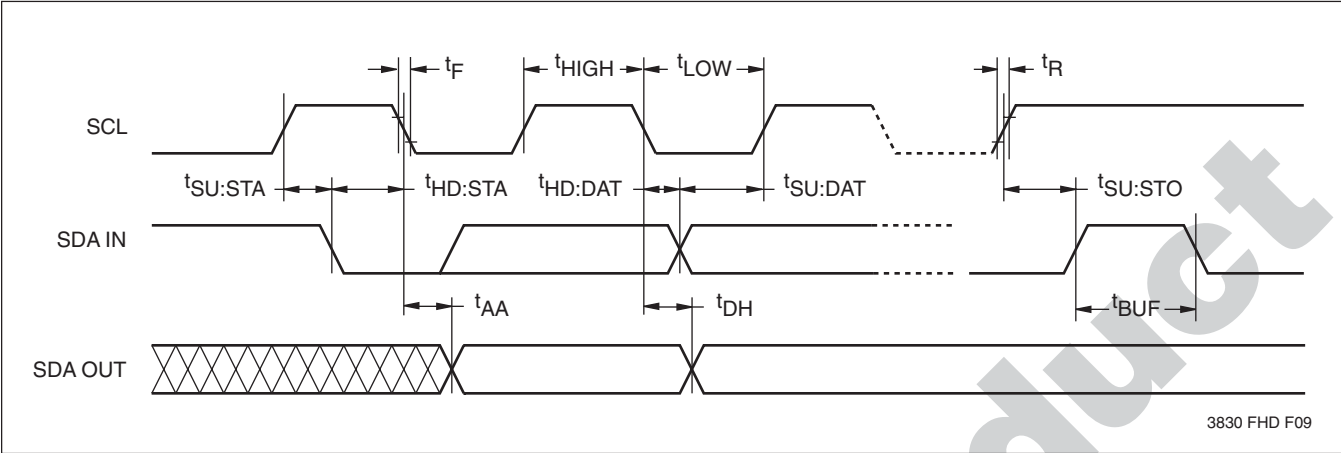 tF
tHIGH
tLOW
tR
SCL
tSU:STA
tHD:STA
tHD:DAT
tSU:DAT
tSU:STO
SDA IN
tAA
tDH
tBUF
SDA OUT
3830 FHD F09
duct